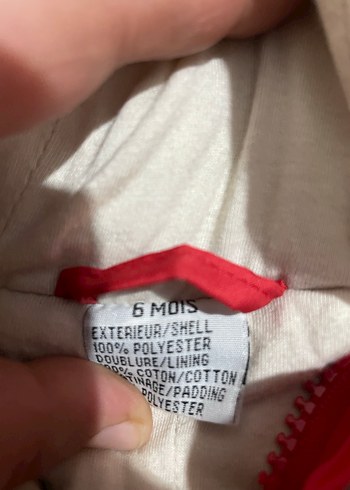 6 MOIS
EXTERIEUR/SHELL
100% POLYESTER
DOUBLURE/LINING
COTON/COTTON
/PADDING
POLYESTER